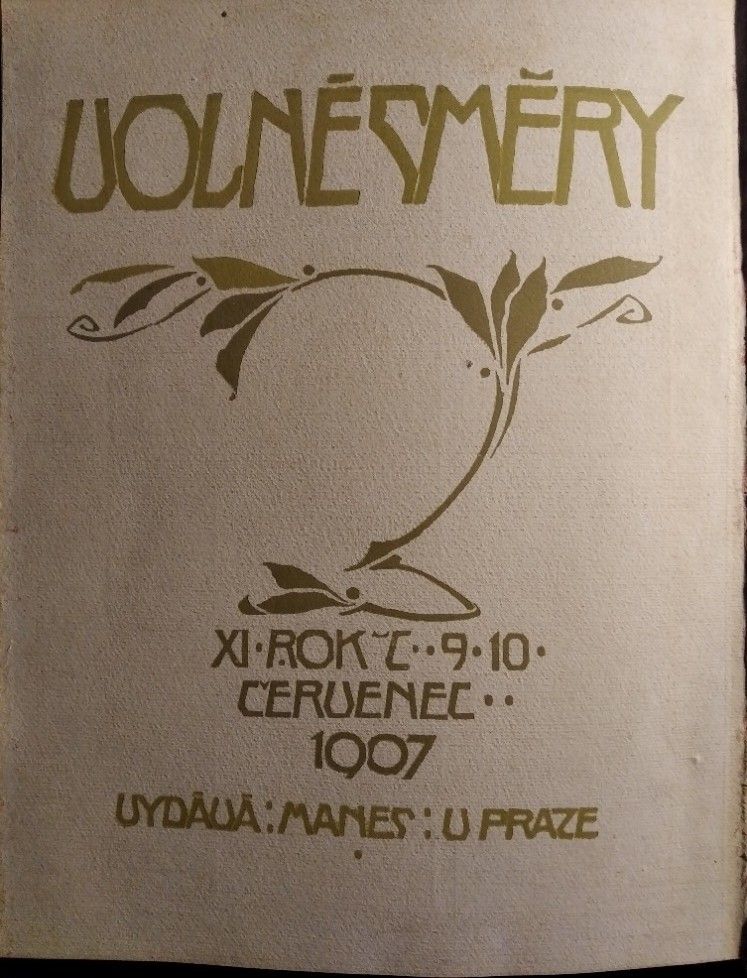 VOLNÉ SMĚRY
XI · ROK Č · · 9 · 10 ·
ČERVENEC · ·
1907
VYDÁVÁ : MANES : V PRAZE